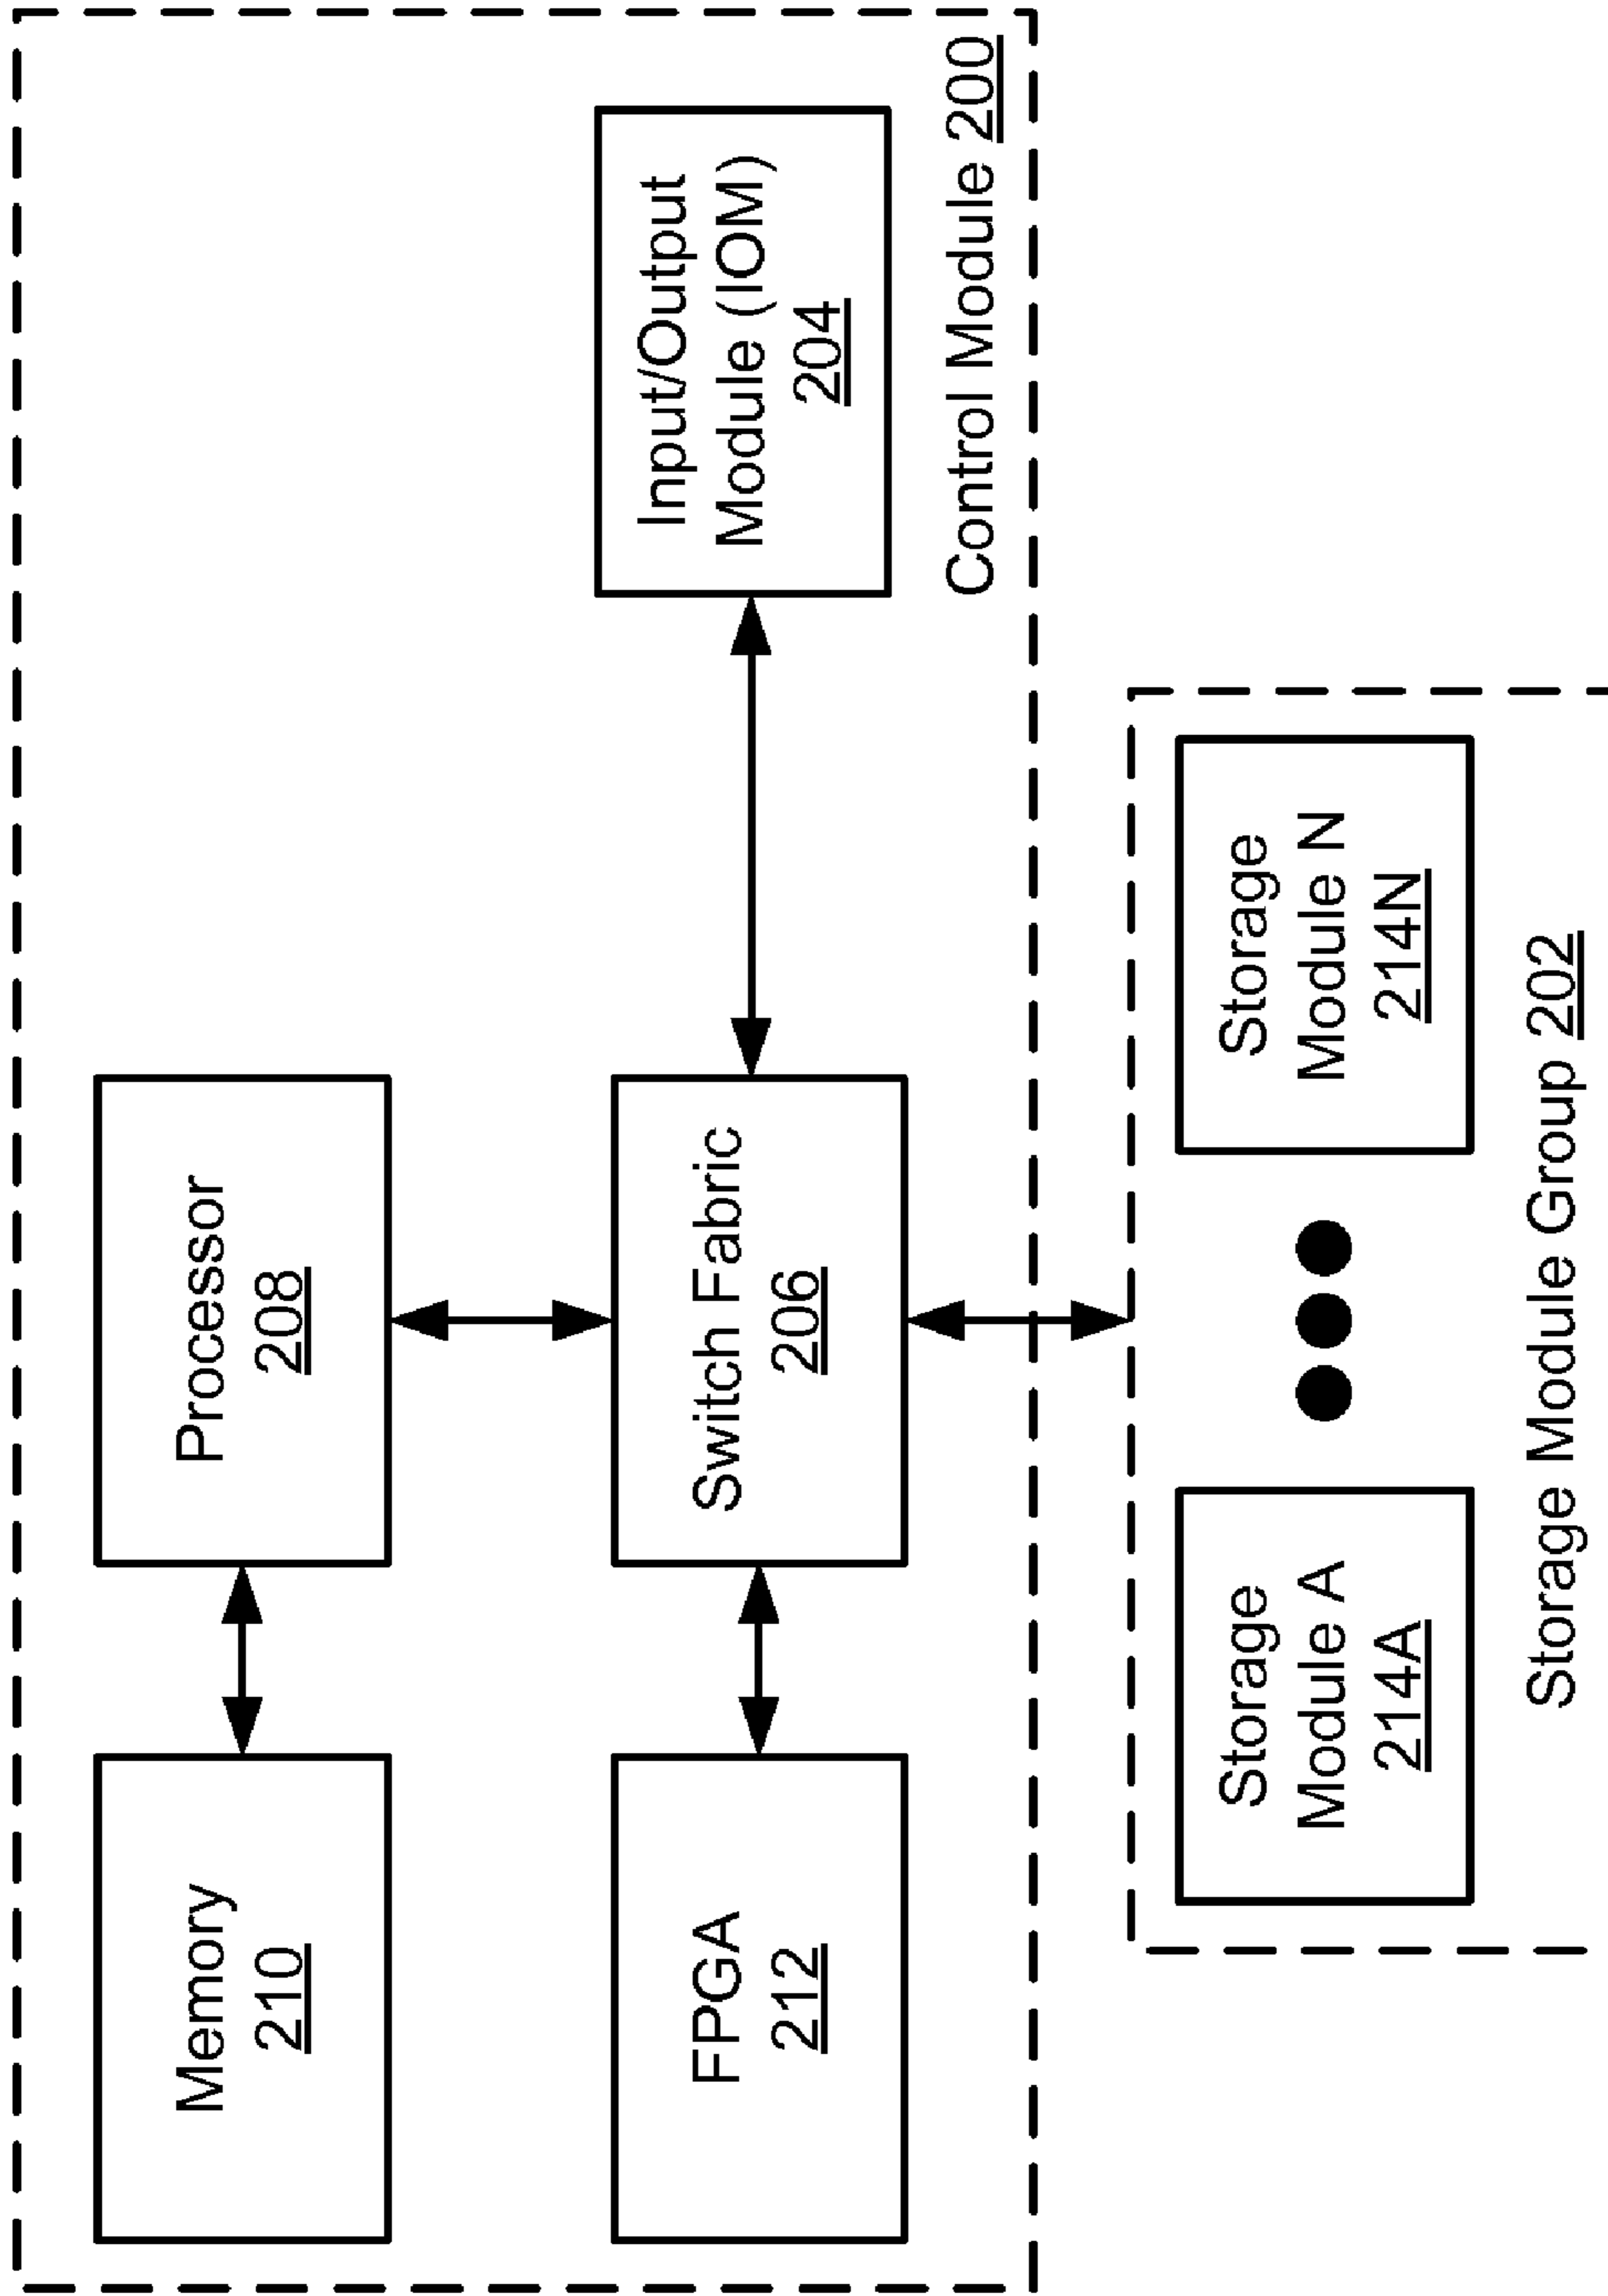 Memory
210
Processor
208
FPGA
212
Switch Fabric
206
Input/Output
Module (IOM)
204
Control Module 200
Storage
Module A
214A
Storage
Module N
214N
Storage Module Group 202